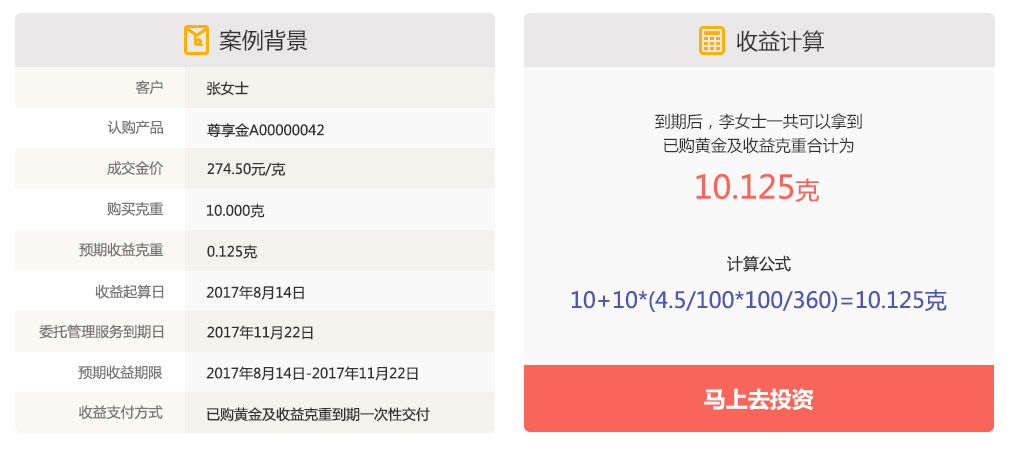 案例背景
客户 张女士
认购产品 尊享金A00000042
成交金价 274.50元/克
购买克重 10.000克
预期收益克重 0.125克
收益起算日 2017年8月14日
委托管理服务到期日 2017年11月22日
预期收益期限 2017年8月14日-2017年11月22日
收益支付方式 已购黄金及收益克重到期一次性交付
收益计算
到期后，李女士一共可以拿到
已购黄金及收益克重合计为
10.125克
计算公式
10+10*(4.5/100*100/360)=10.125克
马上去投资